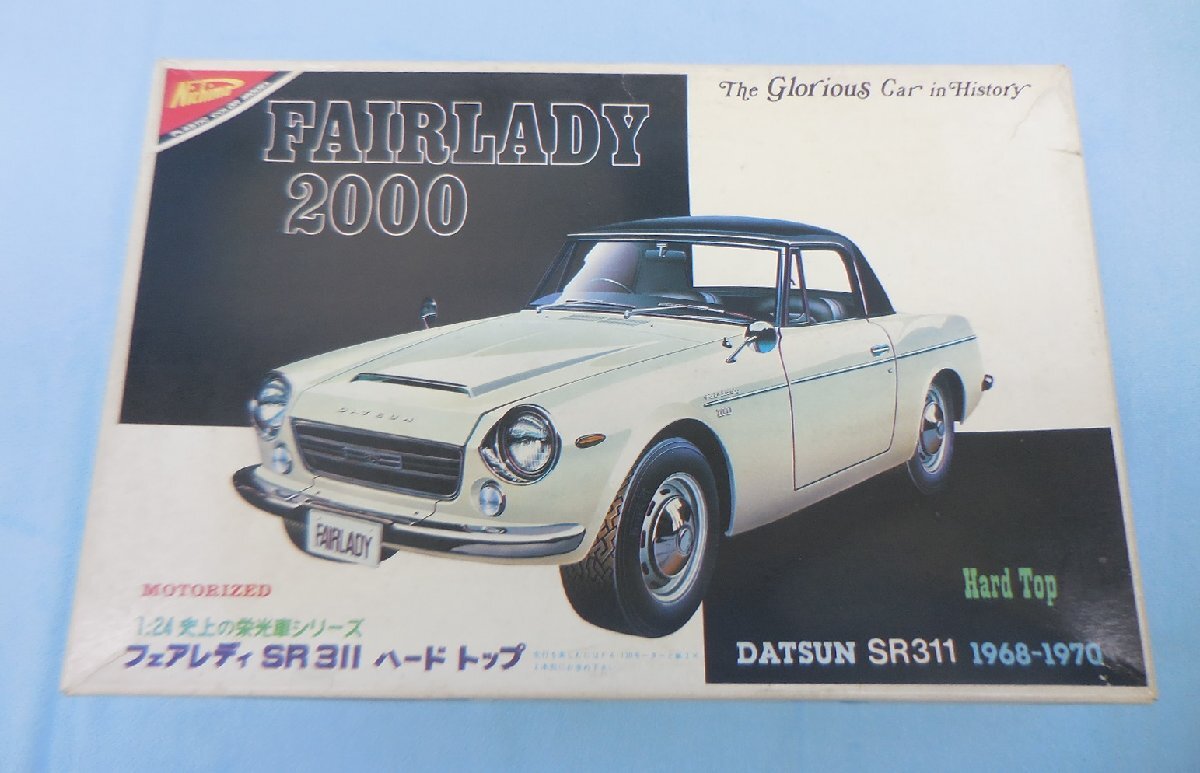 Nichimo
The Glorious Car in History
FAIRLADY
2000
DATSUN
FAIRLADY
MOTORIZED
Hard Top
1:24 史上の栄光車シリーズ
フェアレディ SR311 ハード トップ
DATSUN SR311 1968-1970